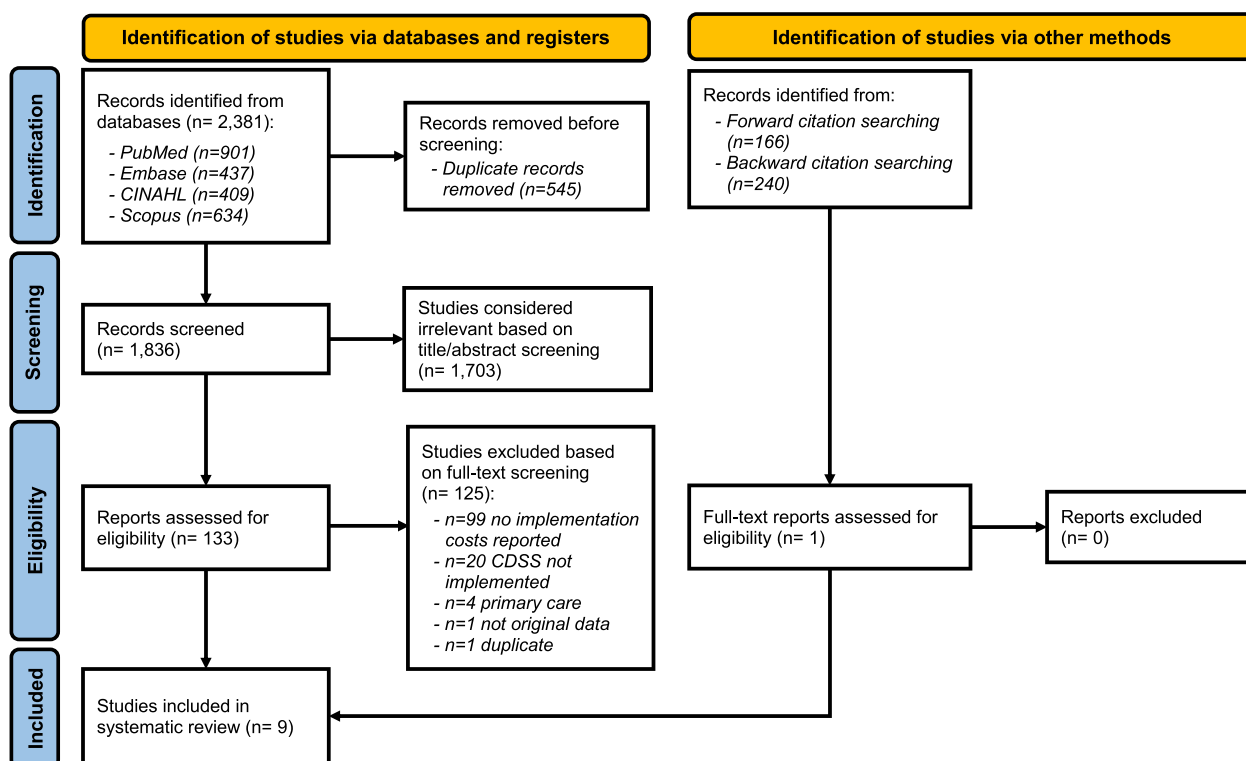 Identification of studies via databases and registers
Identification of studies via other methods
Identification
Records identified from
databases (n= 2,381):
- PubMed (n=901)
- Embase (n=437)
- CINAHL (n=409)
- Scopus (n=634)
Records removed before
screening:
- Duplicate records
removed (n=545)
Records identified from:
- Forward citation searching
(n=166)
- Backward citation searching
(n=240)
Screening
Records screened
(n= 1,836)
Studies considered
irrelevant based on
title/abstract screening
(n= 1,703)
Eligibility
Reports assessed for
eligibility (n= 133)
Studies excluded based
on full-text screening
(n= 125):
- n=99 no implementation
costs reported
- n=20 CDSS not
implemented
- n=4 primary care
- n=1 not original data
- n=1 duplicate
Full-text reports assessed for
eligibility (n= 1)
Reports excluded
(n= 0)
Included
Studies included in
systematic review (n= 9)